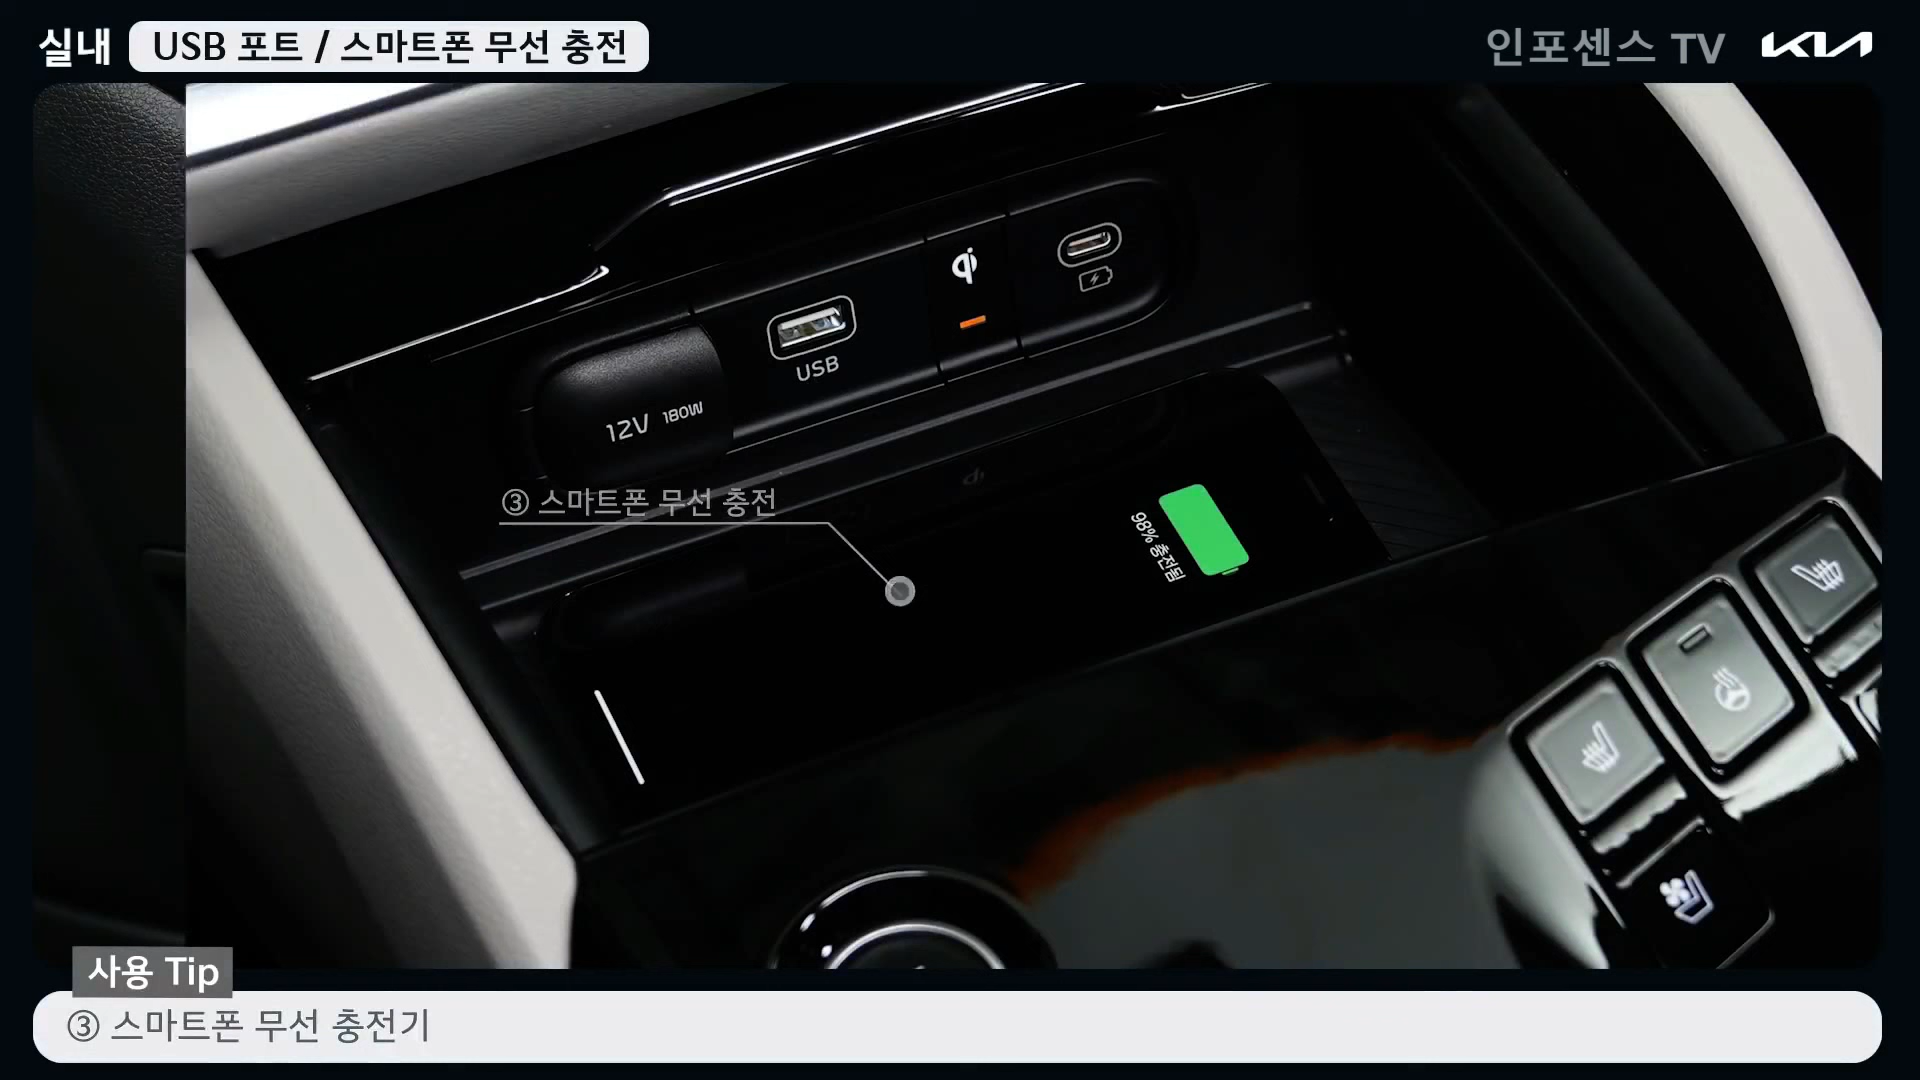 실내 USB 포트 / 스마트폰 무선 충전
인포센스 TV KIA
USB
12V 180W
③ 스마트폰 무선 충전
98% 충전됨
사용 Tip
③ 스마트폰 무선 충전기